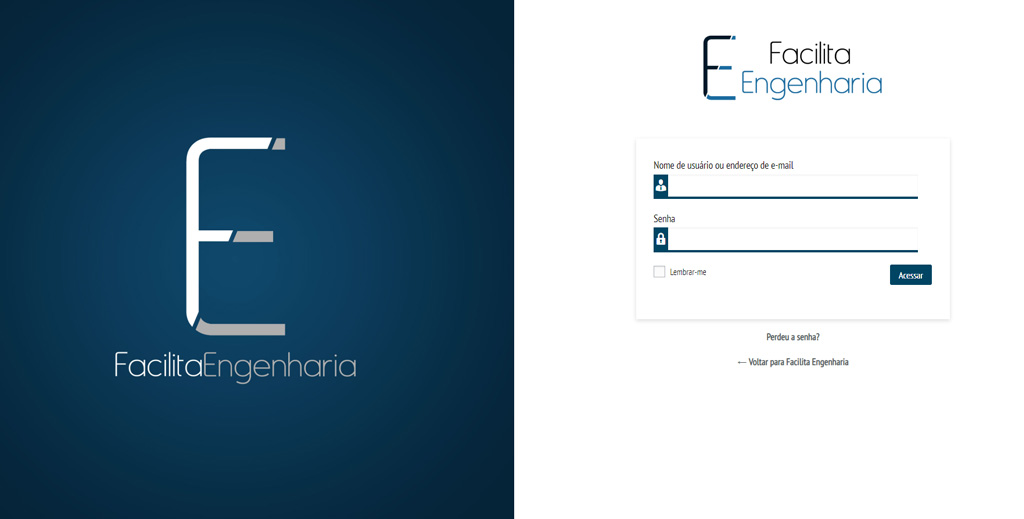 FacilitaEngenharia
Facilita
Engenharia
Nome de usuário ou endereço de e-mail
Senha
Lembrar-me
Acessar
Perdeu a senha?
← Voltar para Facilita Engenharia